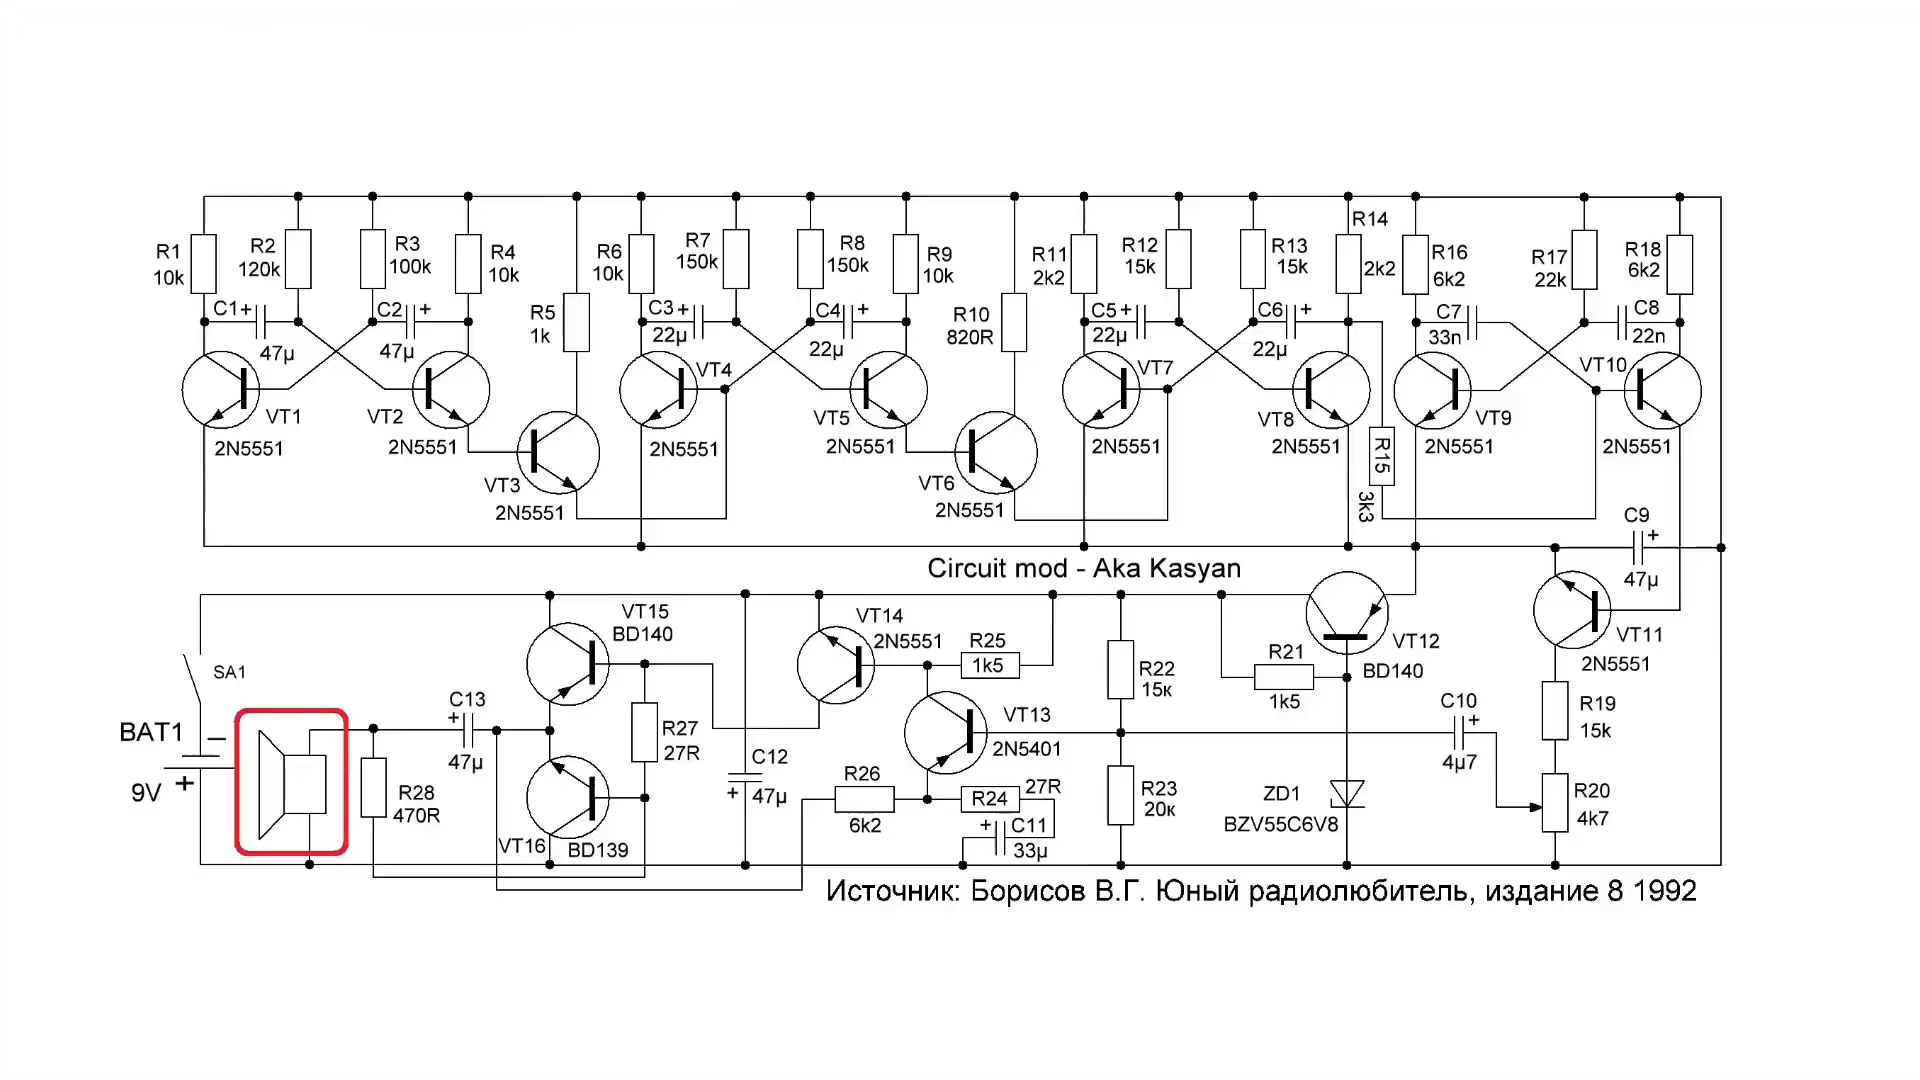 R1
10k
R2
120k
R3
100k
R4
10k
R5
1k
R6
10k
R7
150k
R8
150k
R9
10k
R10
820R
R11
2k2
R12
15k
R13
15k
R14
2k2
R16
6k2
R17
22k
R18
6k2
C1+
47µ
C2 +
47µ
C3 +
22µ
C4 +
22µ
C5 +
22µ
C6 +
22µ
C7
33n
C8
22n
VT1
2N5551
VT2
2N5551
VT3
2N5551
VT4
2N5551
VT5
2N5551
VT6
2N5551
VT7
2N5551
VT8
2N5551
R15
3k3
VT9
2N5551
VT10
2N5551
C9
+
47µ
Circuit mod - Aka Kasyan
SA1
BAT1
−
+
9V
R28
470R
C13
+
47µ
VT15
BD140
VT16
BD139
R27
27R
C12
+
47µ
VT14
2N5551
R25
1k5
VT13
2N5401
R26
6k2
R24
27R
+ C11
33µ
R22
15к
R23
20к
R21
1k5
VT12
BD140
ZD1
BZV55C6V8
C10
+
4µ7
VT11
2N5551
R19
15k
R20
4k7
Источник: Борисов В.Г. Юный радиолюбитель, издание 8 1992